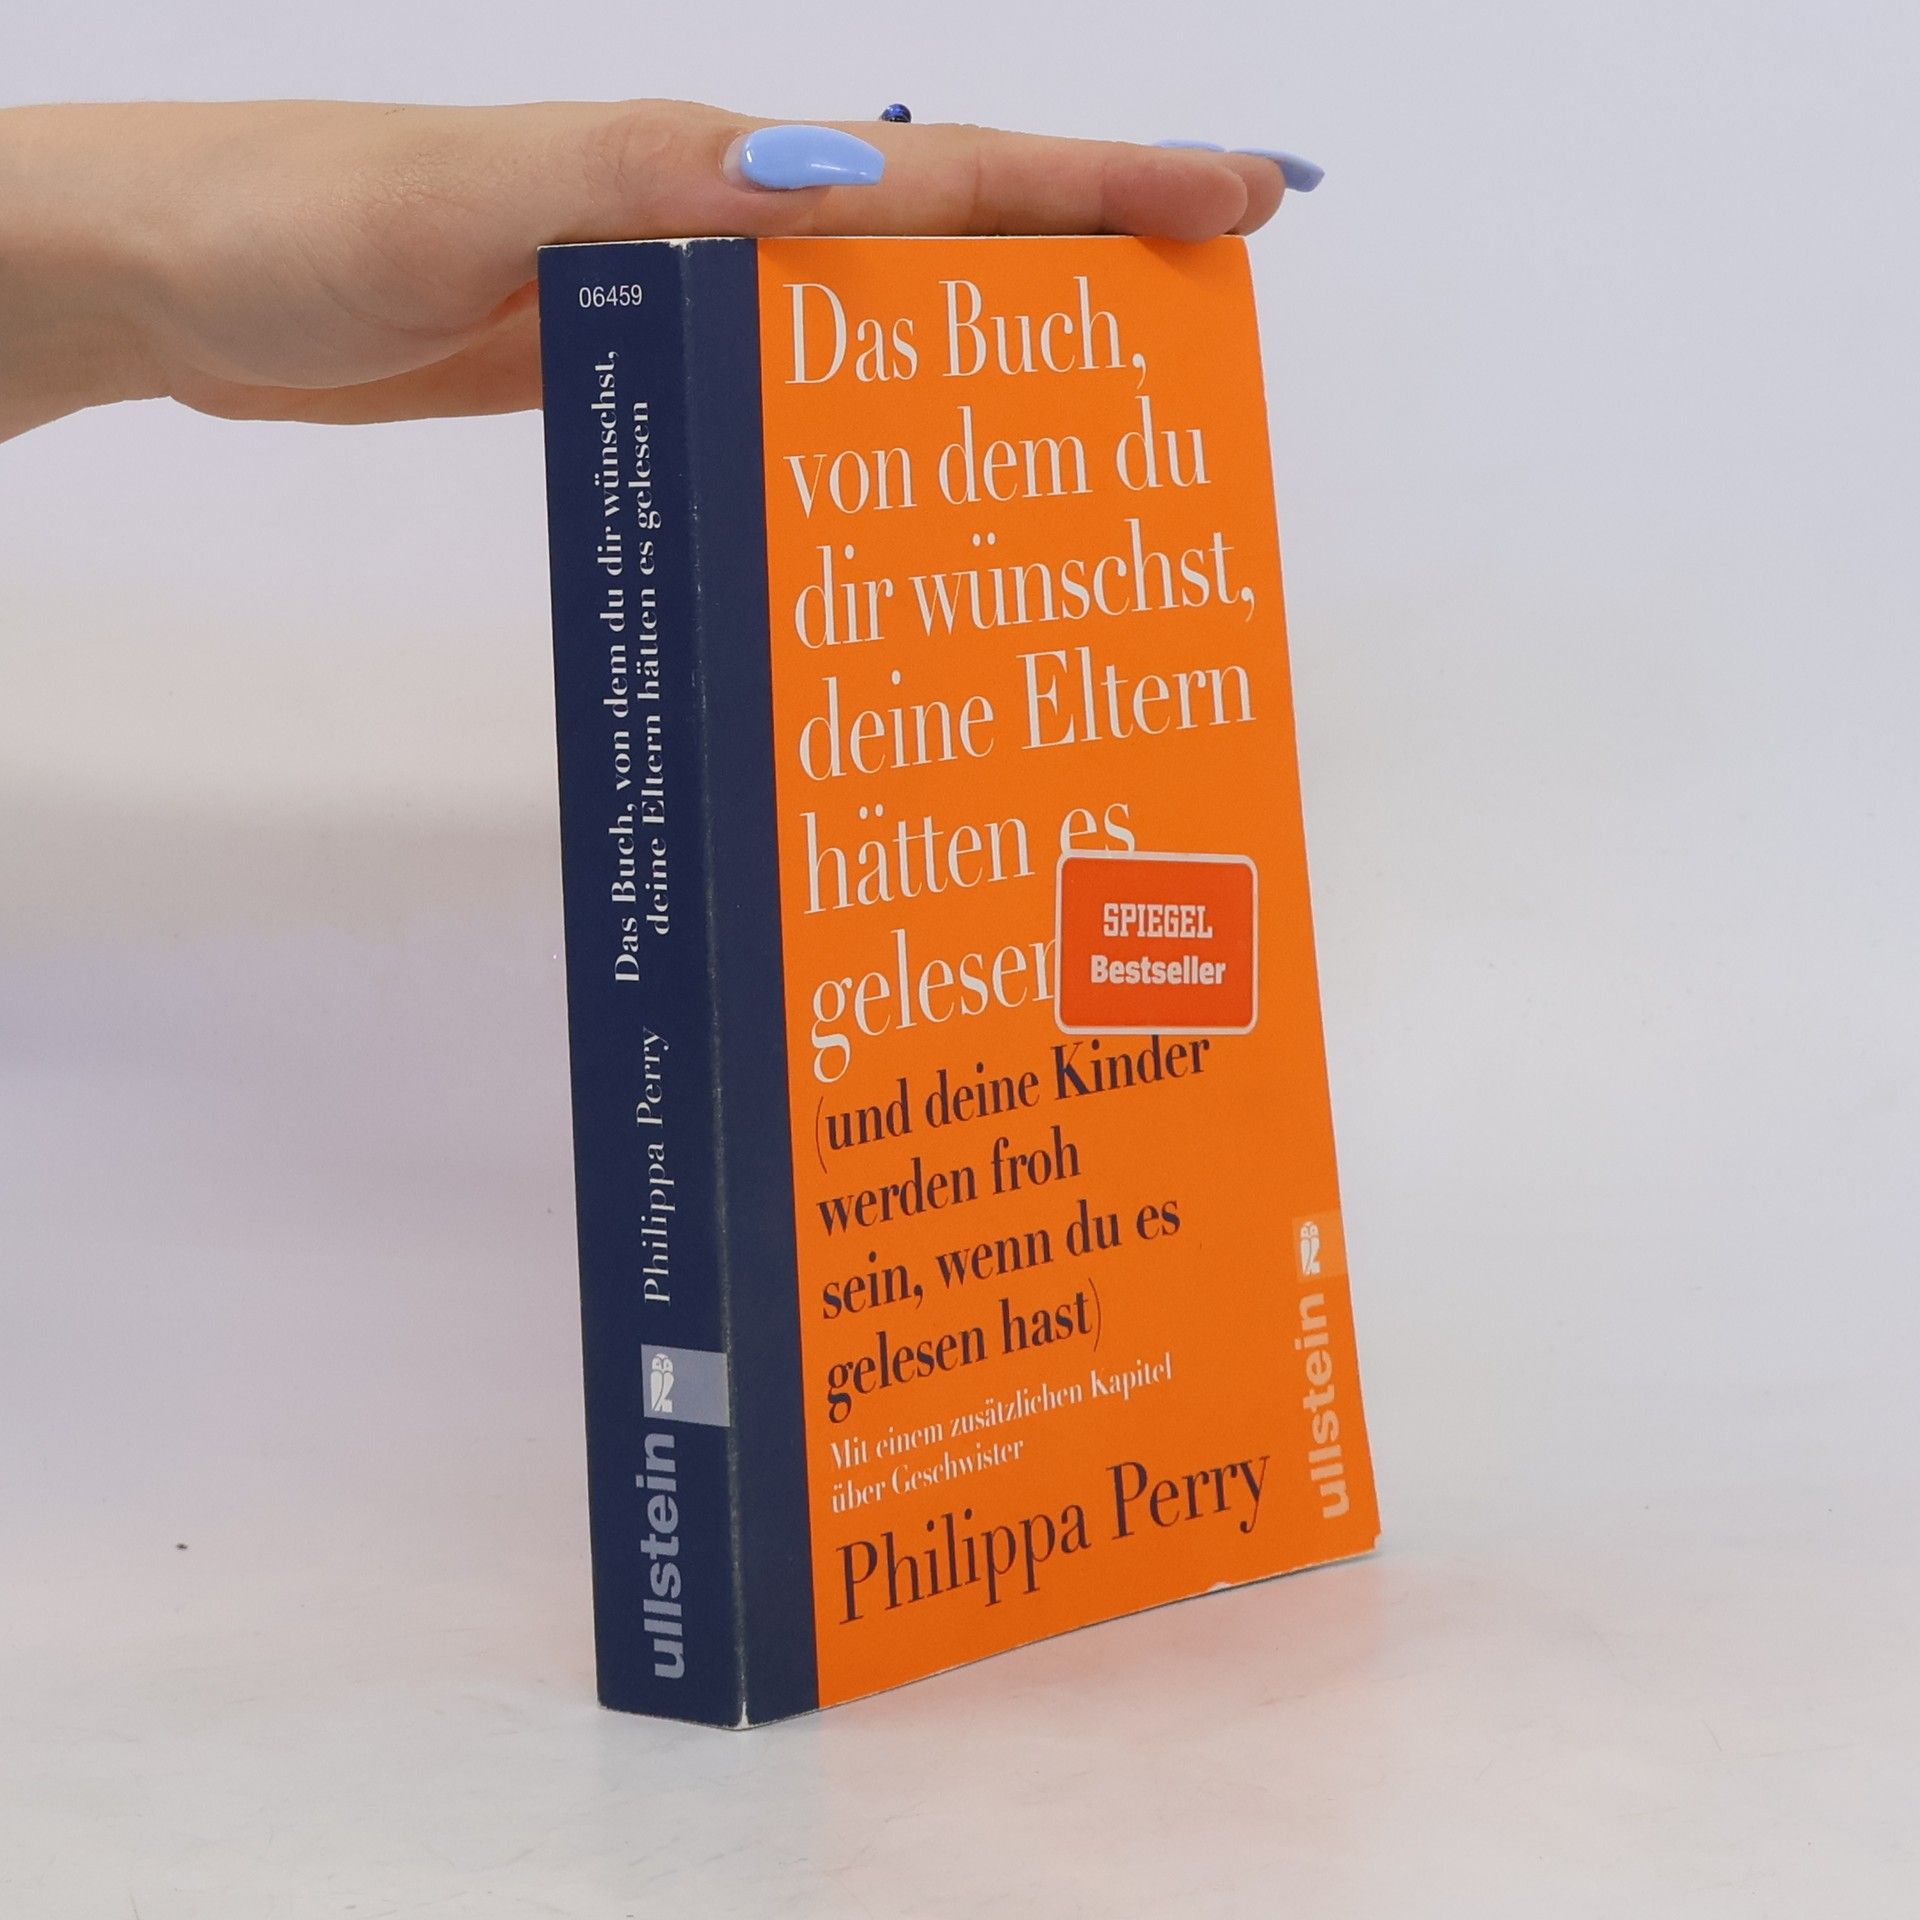 06459
Das Buch, von dem du dir wünschst,
deine Eltern hätten es gelesen
Philippa Perry
ullstein
Das Buch,
von dem du
dir wünschst,
deine Eltern
hätten es
gelesen
SPIEGEL
Bestseller
(und deine Kinder
werden froh
sein, wenn du es
gelesen hast)
Mit einem zusätzlichen Kapitel
über Geschwister
Philippa Perry
ullstein